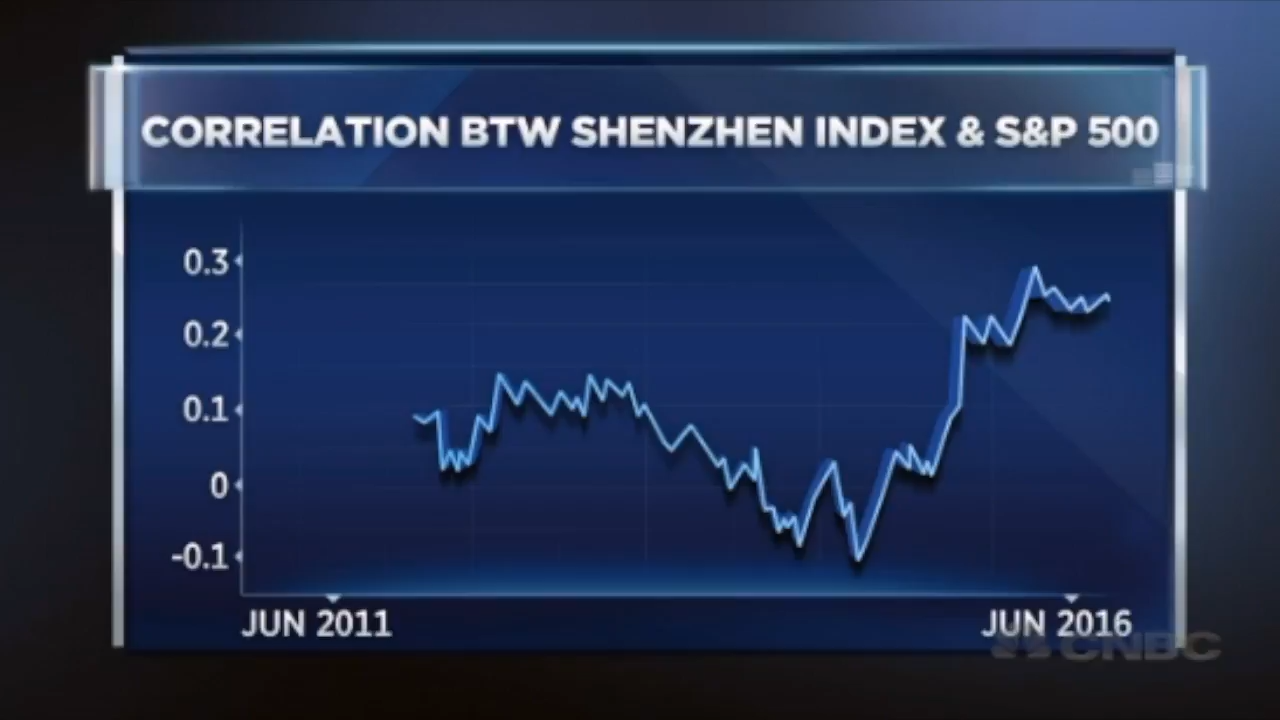 CORRELATION BTW SHENZHEN INDEX & S&P 500
0.3
0.2
0.1
0
-0.1
JUN 2011
JUN 2016
CNBC